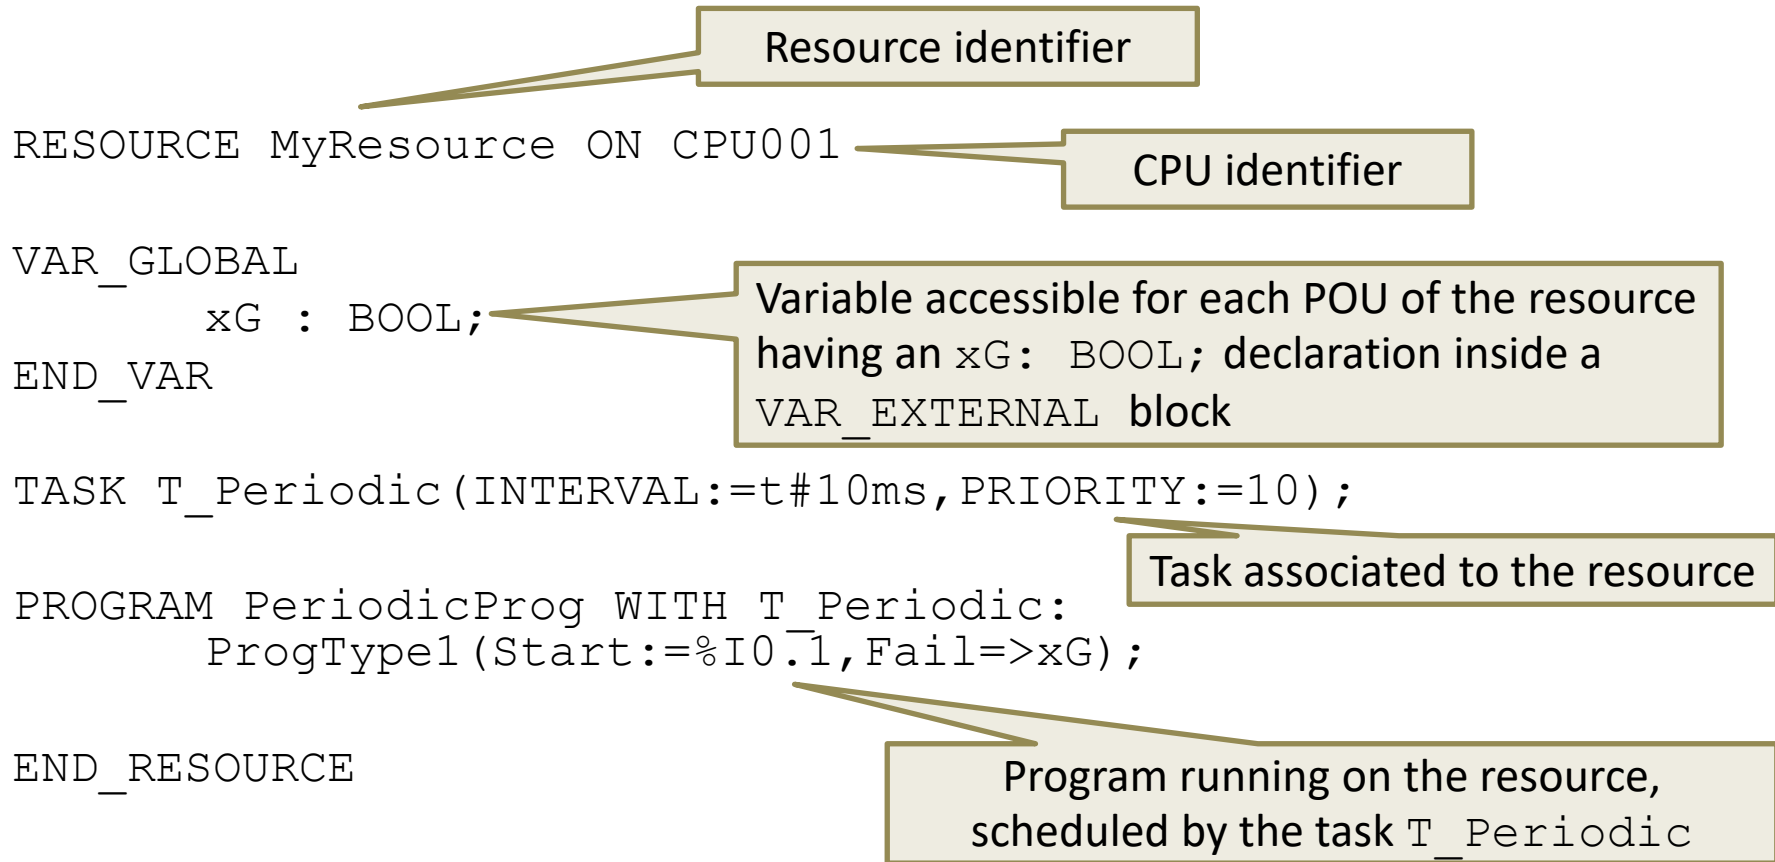 Resource identifier
RESOURCE MyResource ON CPU001
CPU identifier
VAR_GLOBAL
xG : BOOL;
END_VAR
Variable accessible for each POU of the resource
having an xG: BOOL; declaration inside a
VAR_EXTERNAL block
TASK T_Periodic(INTERVAL:=t#10ms,PRIORITY:=10);
Task associated to the resource
PROGRAM PeriodicProg WITH T_Periodic:
ProgType1(Start:=%I0.1,Fail=>xG);
END_RESOURCE
Program running on the resource,
scheduled by the task T_Periodic